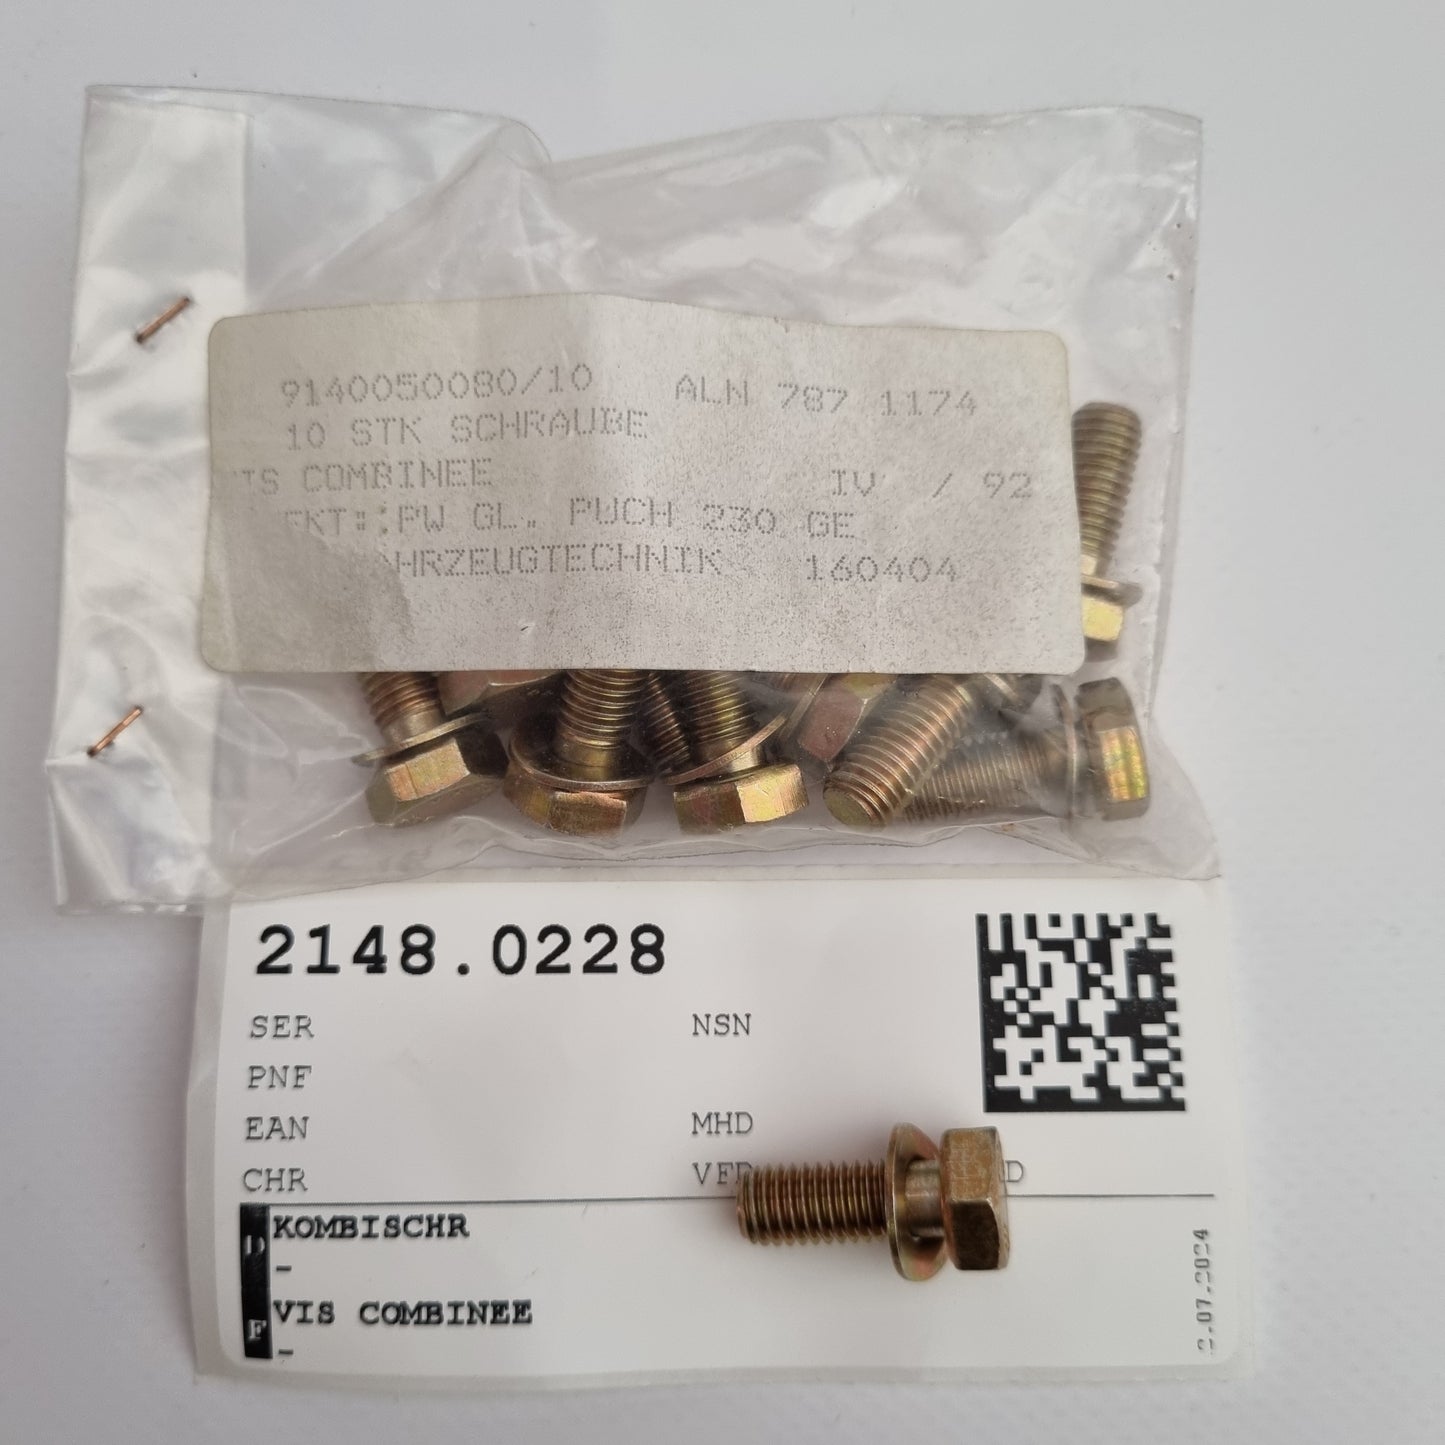 9140050080/10 ALN 787 1174
10 STK SCHRAUBE
IS COMBINEE IV / 92
PW GL. PUCH 230 GE
AHRZEUGTECHNIK 160404
2148.0228
SER NSN
PNF
EAN MHD
CHR
D KOMBISCHR
-
F VIS COMBINEE
-
.07.2024